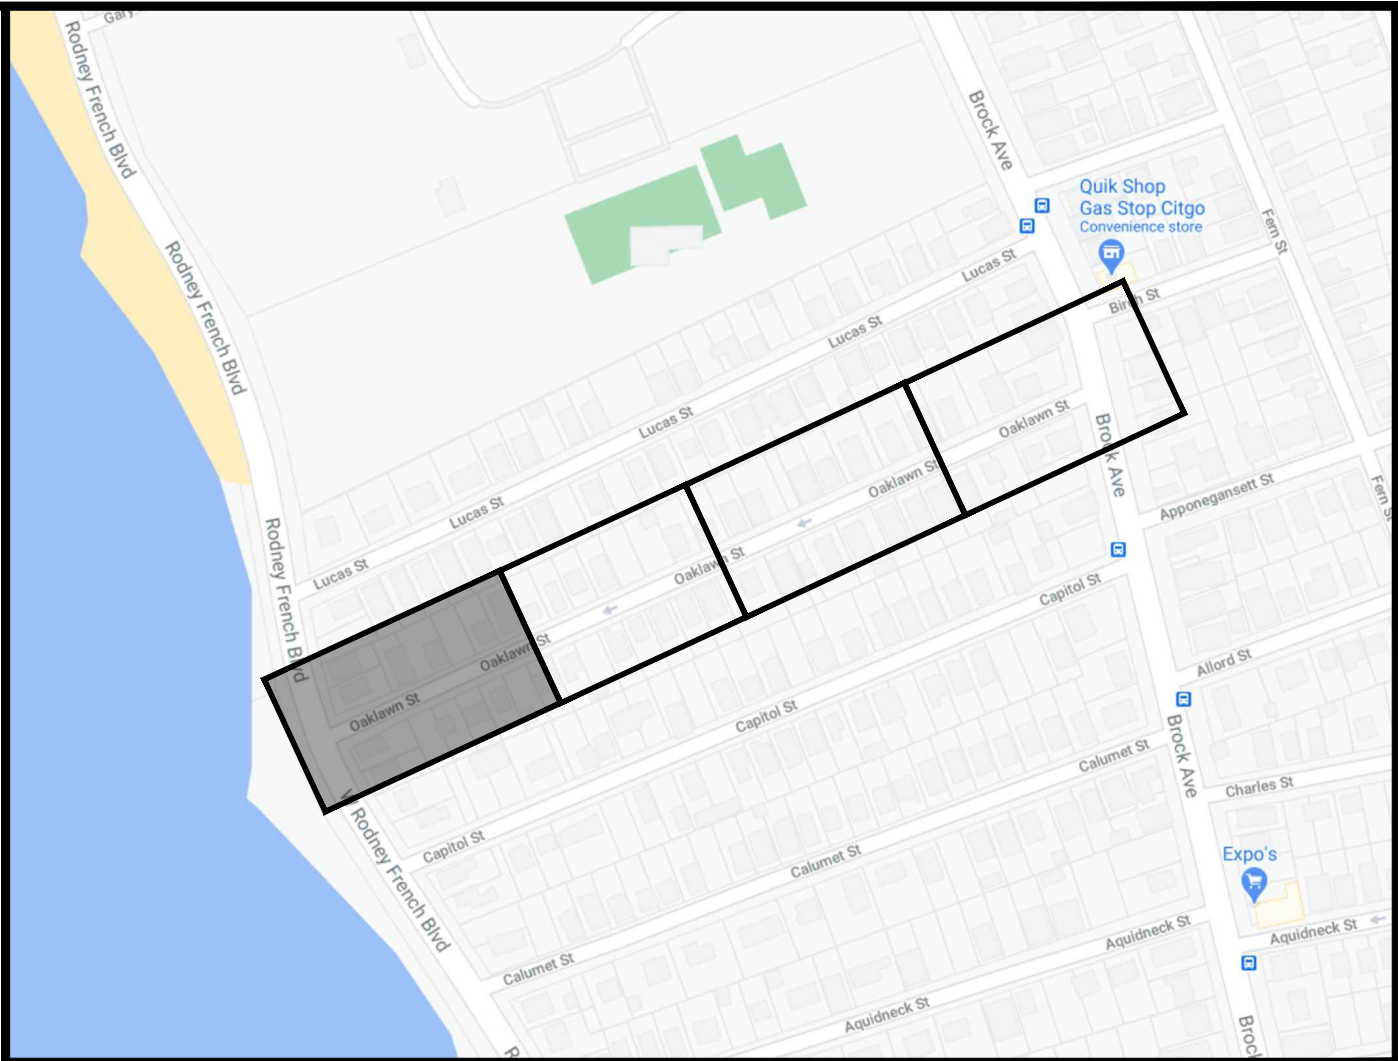 Gary
Rodney French Blvd
Brock Ave
Quik Shop
Gas Stop Citgo
Convenience store
Fern St
Rodney French Blvd
Lucas St
Birch St
Lucas St
Lucas St
Oaklawn St
Brock Ave
Oaklawn St
Lucas St
Apponegansett St
Fern S
Rodney French Blvd
Lucas St
Oaklawn St
Capitol St
Oaklawn St
Allord St
Oaklawn St
Capitol St
Brock Ave
Calumet St
Charles St
W Rodney French Blvd
Capitol St
Calumet St
Expo's
Aquidneck St
Aquidneck St
Calumet St
Aquidneck St
R
Broc